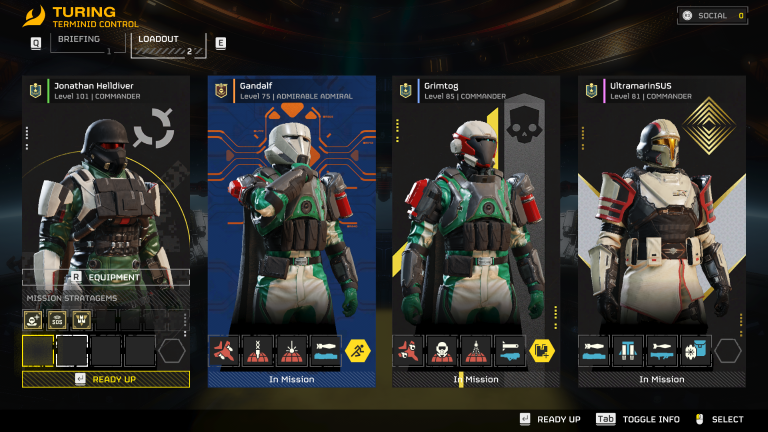 TURING
TERMINID CONTROL
SOCIAL 0
Q
BRIEFING
1
LOADOUT
2
E
Jonathan Helldiver
Level 101 | COMMANDER
Gandalf
Level 75 | ADMIRABLE ADMIRAL
Grimtog
Level 85 | COMMANDER
UltramarinSUS
Level 81 | COMMANDER
R EQUIPMENT
MISSION STRATAGEMS
SOS
READY UP
In Mission
In Mission
In Mission
READY UP
Tab TOGGLE INFO
SELECT